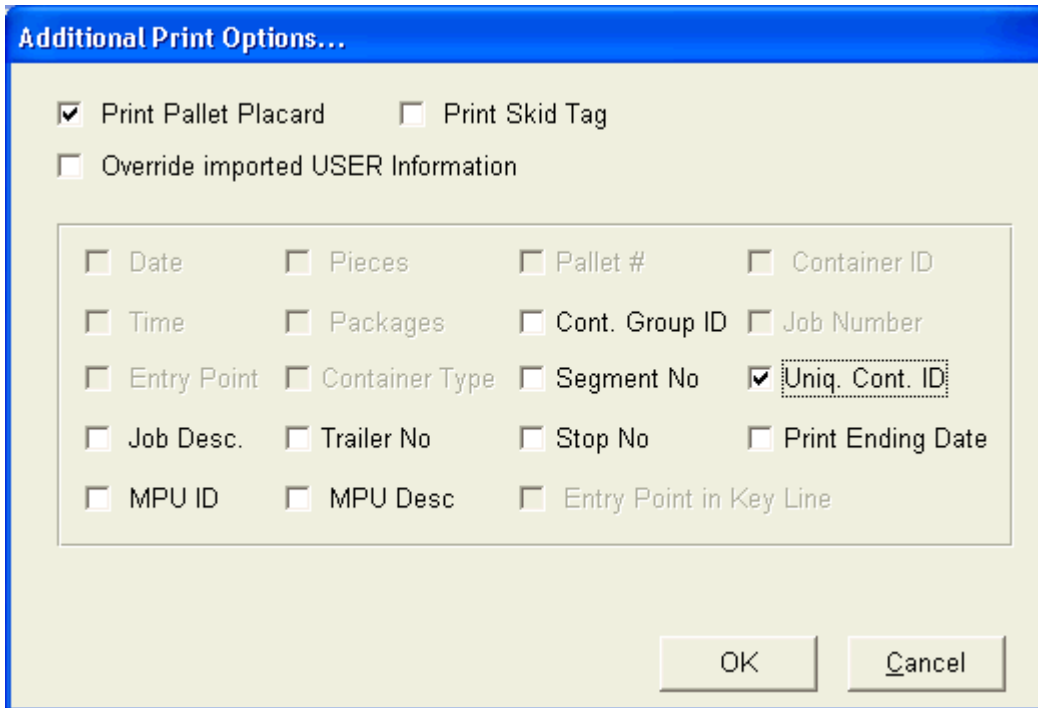 Additional Print Options...
Print Pallet Placard Print Skid Tag
Override imported USER Information
Date Pieces Pallet # Container ID
Time Packages Cont. Group ID Job Number
Entry Point Container Type Segment No Uniq. Cont. ID
Job Desc. Trailer No Stop No Print Ending Date
MPU ID MPU Desc Entry Point in Key Line
OK Cancel